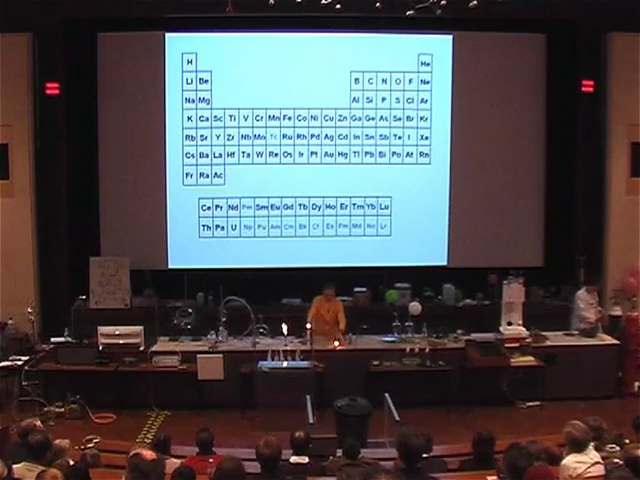 H He
Li Be B C N O F Ne
Na Mg Al Si P S Cl Ar
K Ca Sc Ti V Cr Mn Fe Co Ni Cu Zn Ga Ge As Se Br Kr
Rb Sr Y Zr Nb Mo Tc Ru Rh Pd Ag Cd In Sn Sb Te I Xe
Cs Ba La Hf Ta W Re Os Ir Pt Au Hg Tl Pb Bi Po At Rn
Fr Ra Ac
Ce Pr Nd Pm Sm Eu Gd Tb Dy Ho Er Tm Yb Lu
Th Pa U Np Pu Am Cm Bk Cf Es Fm Md No Lr